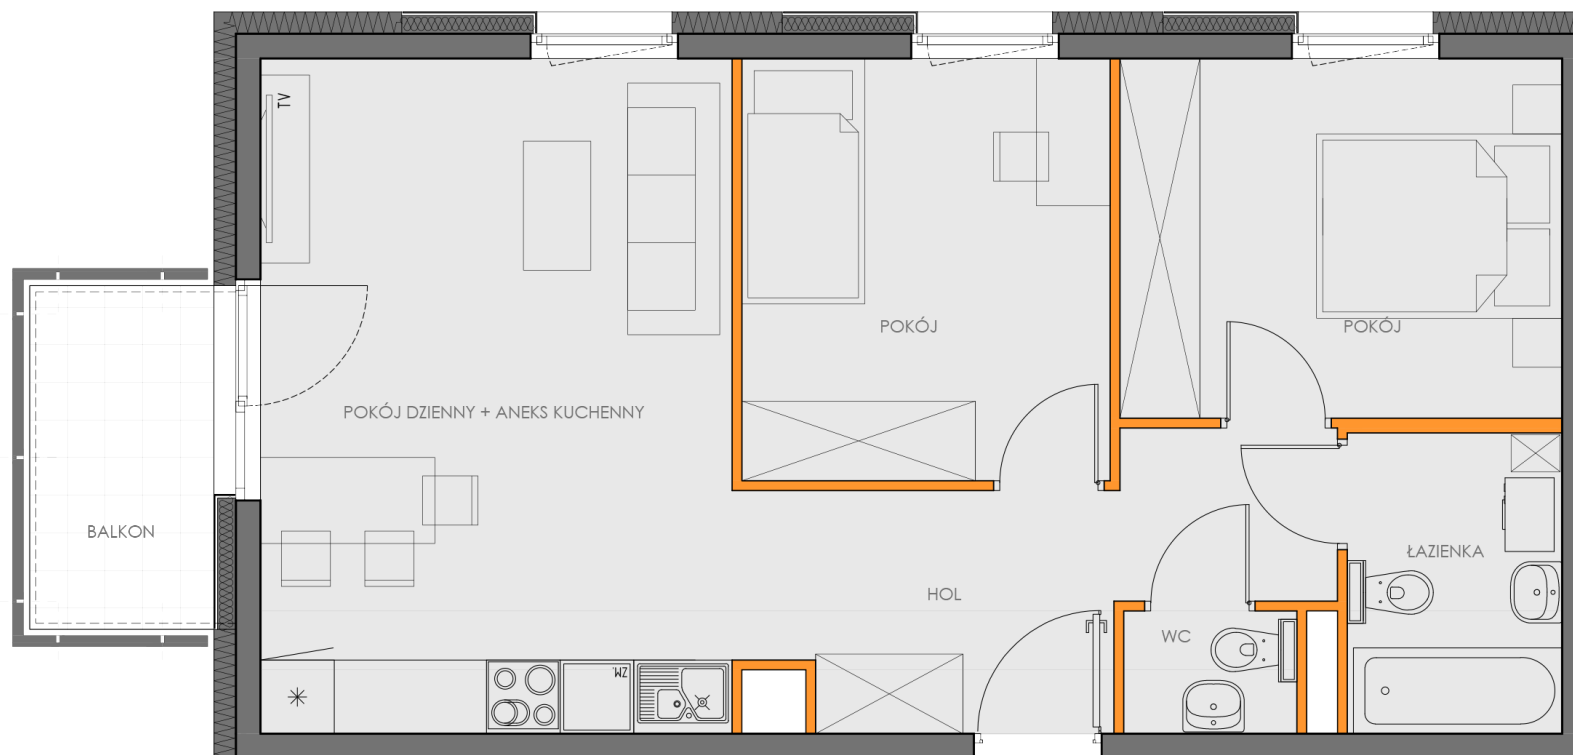 TV
POKÓJ
POKÓJ
POKÓJ DZIENNY + ANEKS KUCHENNY
BALKON
ŁAZIENKA
HOL
WC
ZM.